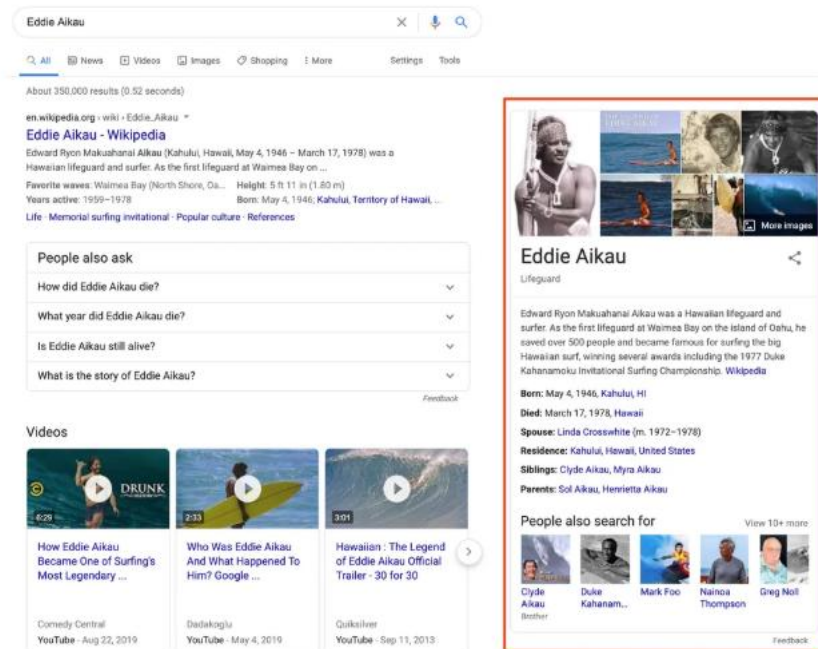 Eddie Aikau
All News Videos Images Shopping More Settings Tools
About 350,000 results (0.52 seconds)
en.wikipedia.org › wiki › Eddie_Aikau
Eddie Aikau - Wikipedia
Edward Ryon Makuahanai Aikau (Kahului, Hawaii, May 4, 1946 – March 17, 1978) was a
Hawaiian lifeguard and surfer. As the first lifeguard at Waimea Bay on ...
Favorite waves: Waimea Bay (North Shore, Oa... Height: 5 ft 11 in (1.80 m)
Years active: 1959–1978 Born: May 4, 1946; Kahului, Territory of Hawaii, ...
Life · Memorial surfing invitational · Popular culture · References
People also ask
How did Eddie Aikau die?
What year did Eddie Aikau die?
Is Eddie Aikau still alive?
What is the story of Eddie Aikau?
Feedback
Videos
DRUNK
6:29
2:33
3:01
How Eddie Aikau
Became One of Surfing's
Most Legendary ...
Comedy Central
YouTube - Aug 22, 2019
Who Was Eddie Aikau
And What Happened To
Him? Google ...
Dadakoglu
YouTube - May 4, 2019
Hawaiian : The Legend
of Eddie Aikau Official
Trailer - 30 for 30
Quiksilver
YouTube - Sep 11, 2013
EDDIE AIKAU
More images
Eddie Aikau
Lifeguard
Edward Ryon Makuahanai Aikau was a Hawaiian lifeguard and
surfer. As the first lifeguard at Waimea Bay on the island of Oahu, he
saved over 500 people and became famous for surfing the big
Hawaiian surf, winning several awards including the 1977 Duke
Kahanamoku Invitational Surfing Championship. Wikipedia
Born: May 4, 1946, Kahului, HI
Died: March 17, 1978, Hawaii
Spouse: Linda Crosswhite (m. 1972–1978)
Residence: Kahului, Hawaii, United States
Siblings: Clyde Aikau, Myra Aikau
Parents: Sol Aikau, Henrietta Aikau
People also search for View 10+ more
Clyde
Aikau
Brother
Duke
Kahanam...
Mark Foo
Nainoa
Thompson
Greg Noll
Feedback